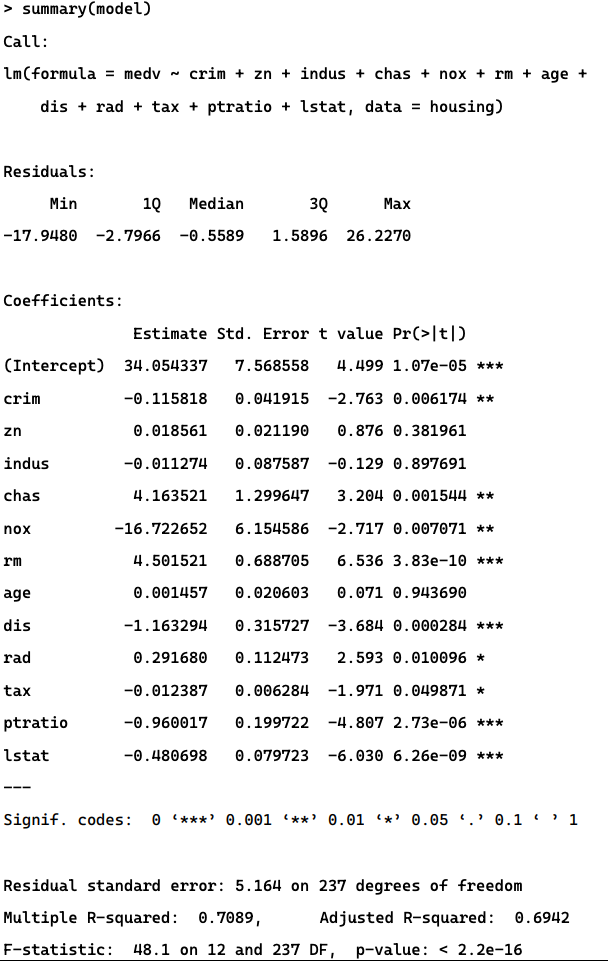 > summary(model)
Call:
lm(formula = medv ~ crim + zn + indus + chas + nox + rm + age +
    dis + rad + tax + ptratio + lstat, data = housing)
Residuals:
     Min       1Q   Median       3Q      Max
-17.9480  -2.7966  -0.5589   1.5896  26.2270
Coefficients:
              Estimate Std. Error t value Pr(>|t|)
(Intercept)  34.054337   7.568558   4.499 1.07e-05 ***
crim         -0.115818   0.041915  -2.763 0.006174 **
zn            0.018561   0.021190   0.876 0.381961
indus        -0.011274   0.087587  -0.129 0.897691
chas          4.163521   1.299647   3.204 0.001544 **
nox         -16.722652   6.154586  -2.717 0.007071 **
rm            4.501521   0.688705   6.536 3.83e-10 ***
age           0.001457   0.020603   0.071 0.943690
dis          -1.163294   0.315727  -3.684 0.000284 ***
rad           0.291680   0.112473   2.593 0.010096 *
tax          -0.012387   0.006284  -1.971 0.049871 *
ptratio      -0.960017   0.199722  -4.807 2.73e-06 ***
lstat        -0.480698   0.079723  -6.030 6.26e-09 ***
---
Signif. codes:  0 ‘***’ 0.001 ‘**’ 0.01 ‘*’ 0.05 ‘.’ 0.1 ‘ ’ 1
Residual standard error: 5.164 on 237 degrees of freedom
Multiple R-squared:  0.7089,      Adjusted R-squared:  0.6942
F-statistic:  48.1 on 12 and 237 DF,  p-value: < 2.2e-16